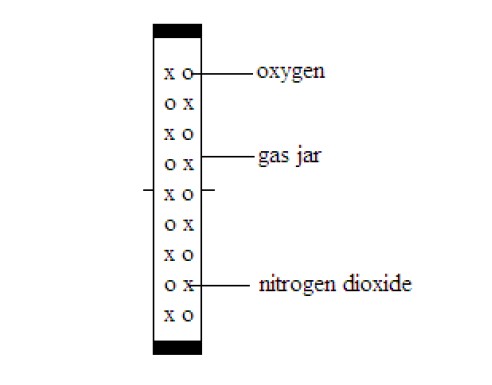 x o oxygen
o x
x o
o x gas jar
x o
o x
x o
o x nitrogen dioxide
x o